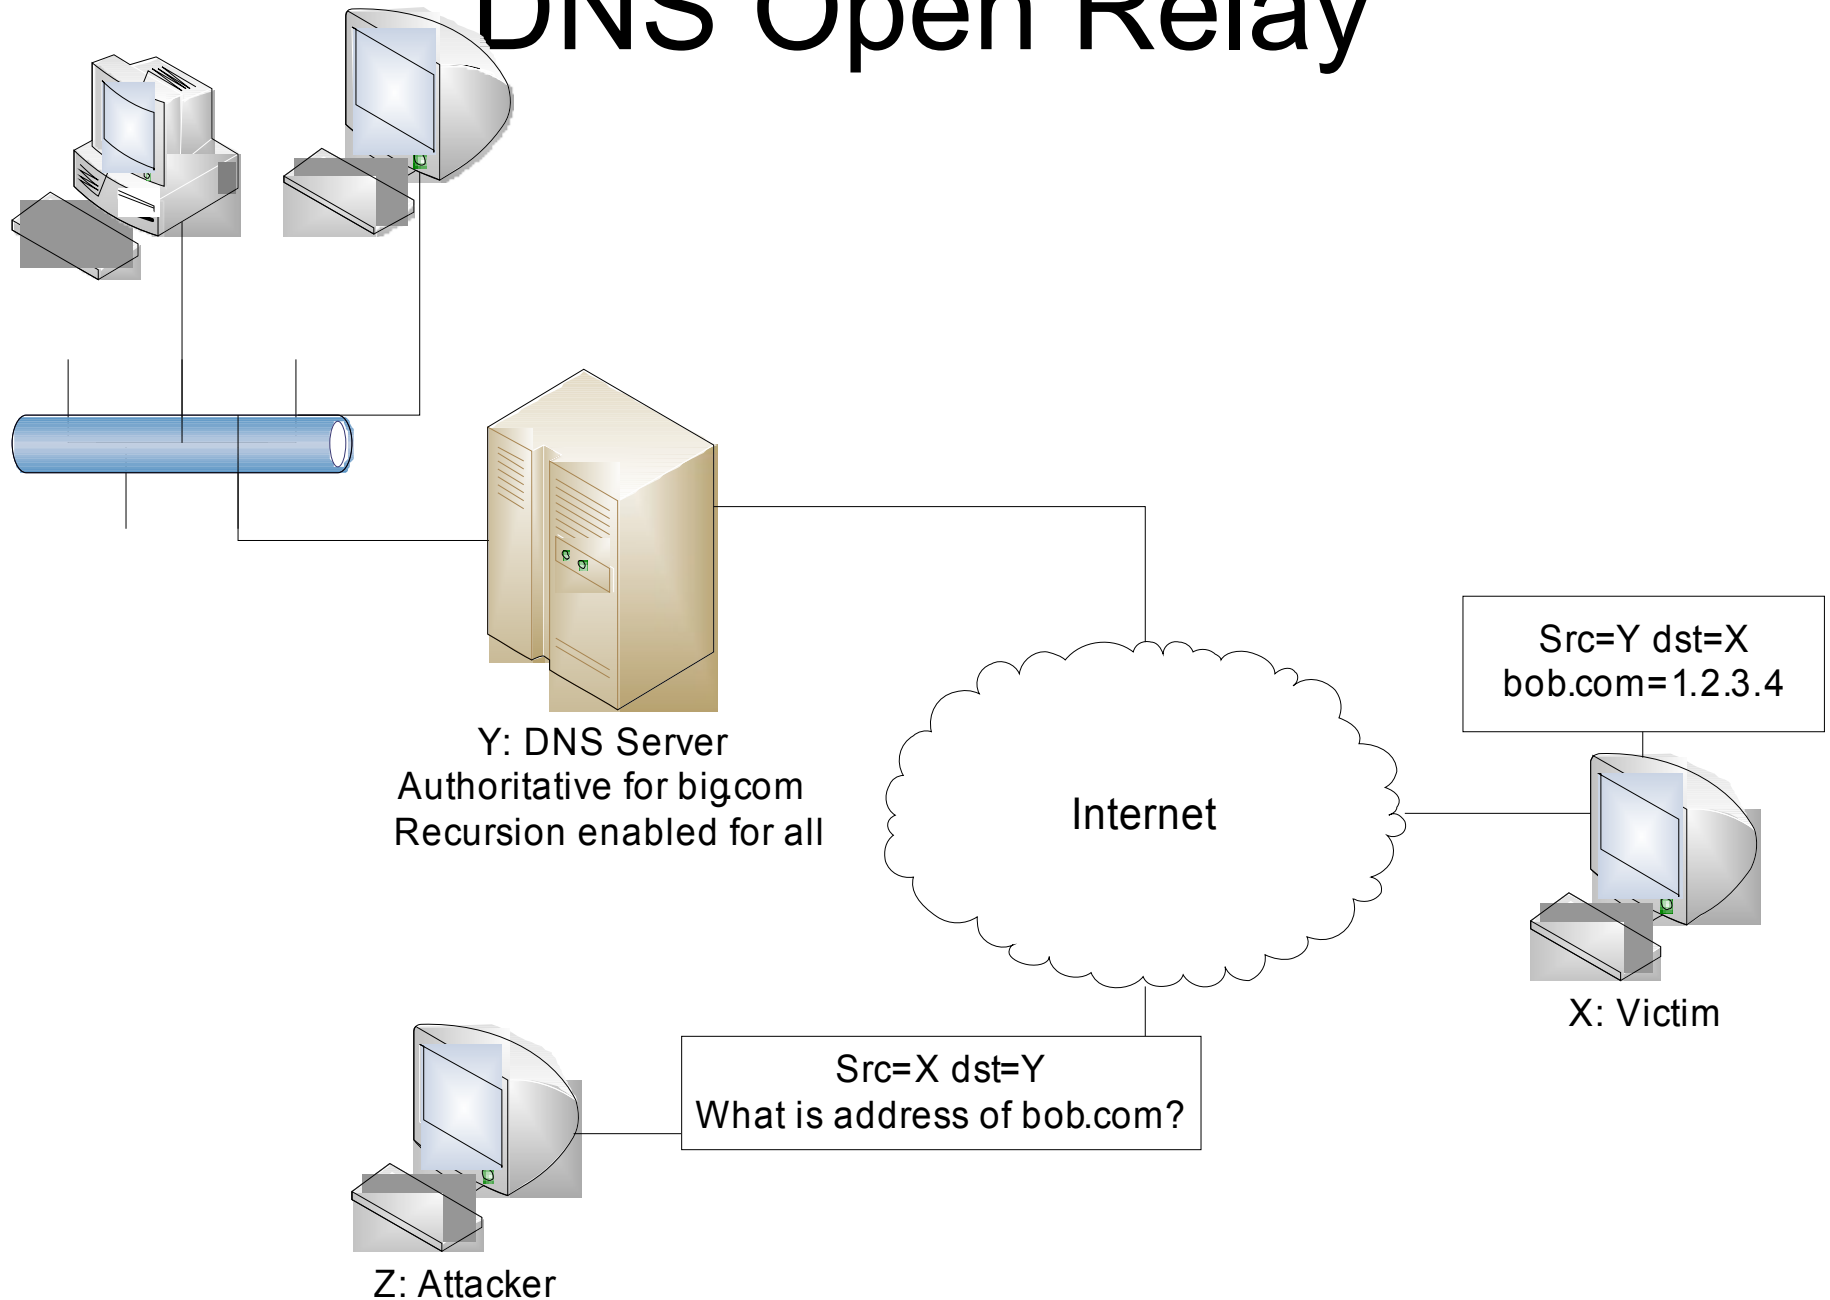 DNS Open Relay
Src=Y dst=X
bob.com=1.2.3.4
Y: DNS Server
Authoritative for big.com
Recursion enabled for all
Internet
X: Victim
Src=X dst=Y
What is address of bob.com?
Z: Attacker